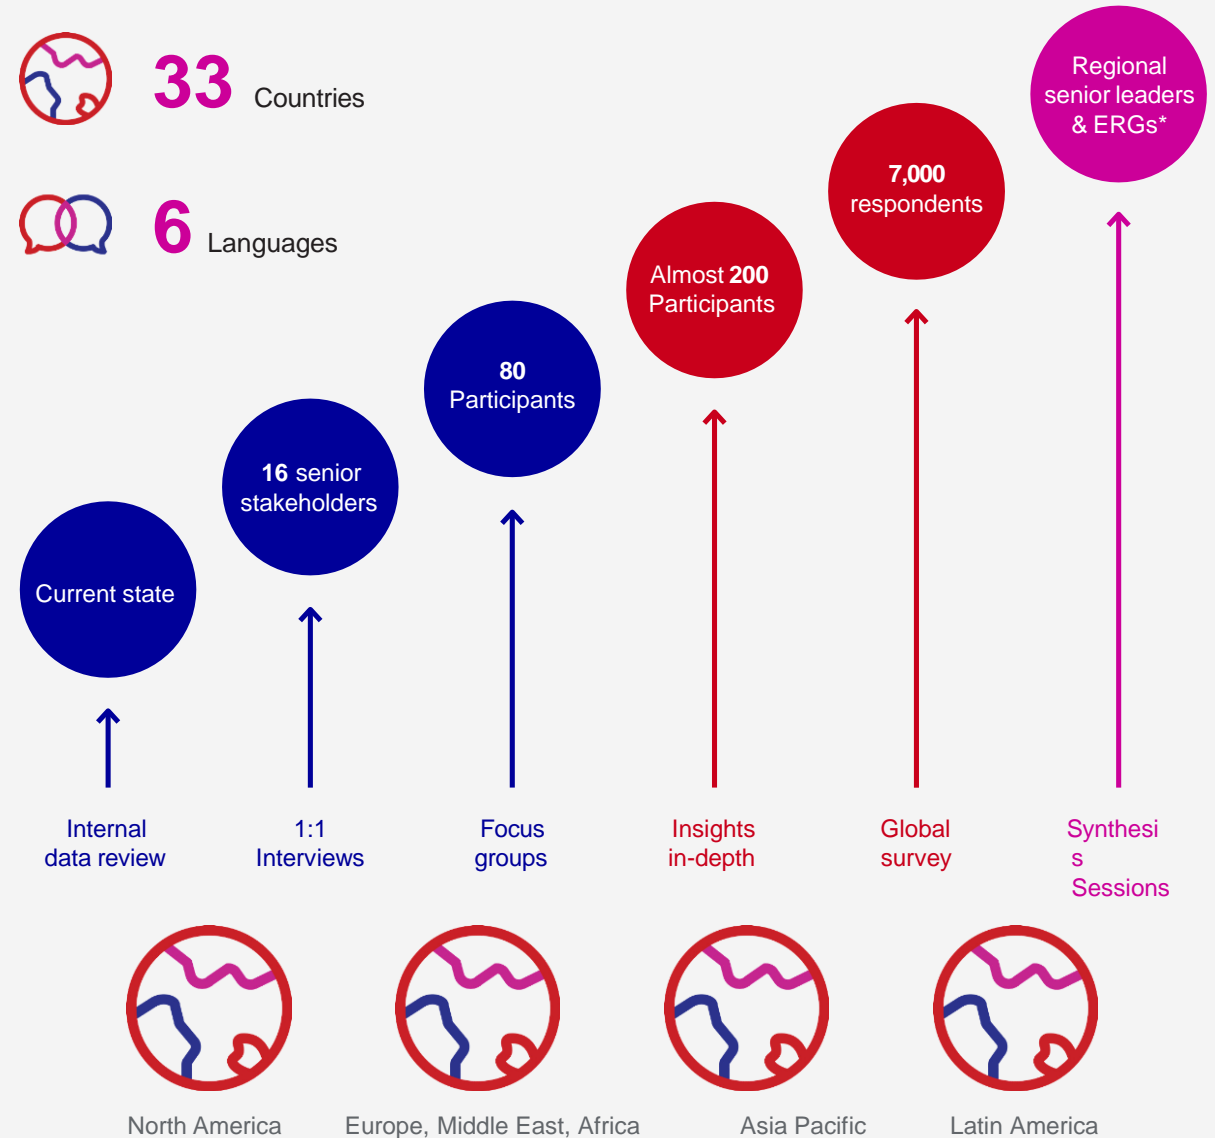 33 Countries
6 Languages
Regional
senior leaders
& ERGs*
7,000
respondents
Almost 200
Participants
80
Participants
16 senior
stakeholders
Current state
Internal
data review
1:1
Interviews
Focus
groups
Insights
in-depth
Global
survey
Synthesi
s
Sessions
North America
Europe, Middle East, Africa
Asia Pacific
Latin America